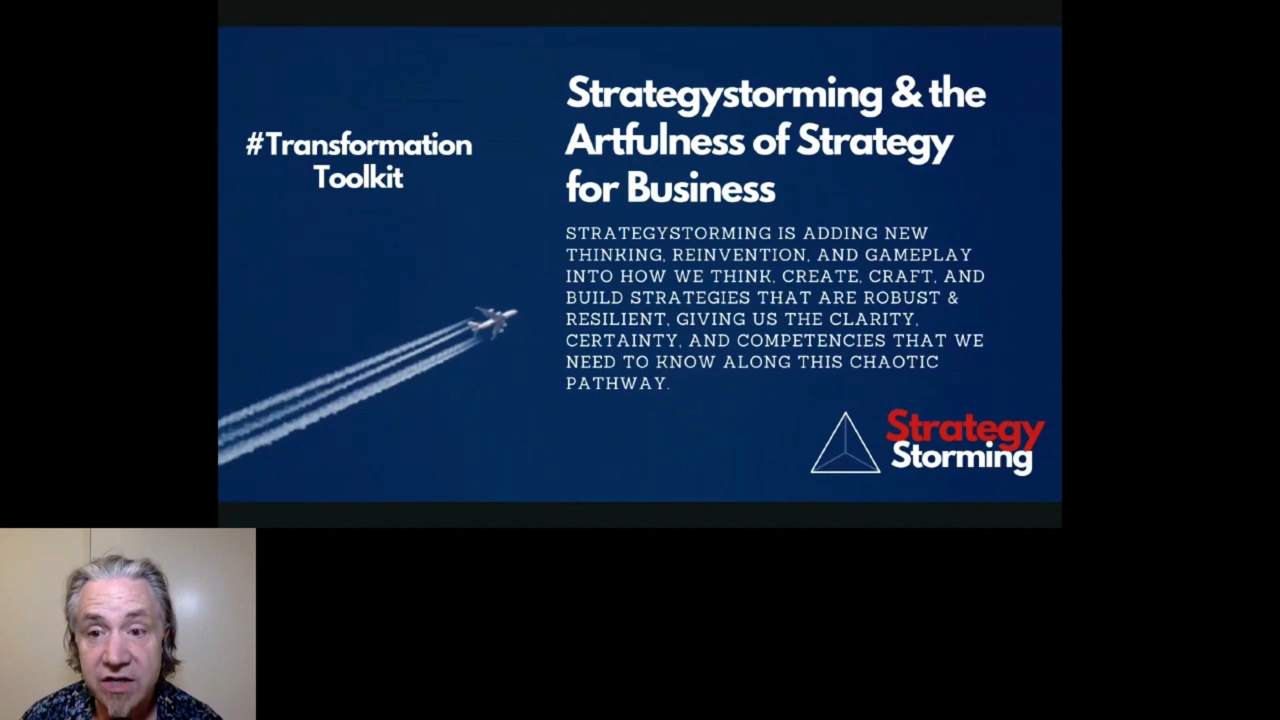 #Transformation
Toolkit
Strategystorming & the
Artfulness of Strategy
for Business
STRATEGYSTORMING IS ADDING NEW
THINKING, REINVENTION, AND GAMEPLAY
INTO HOW WE THINK, CREATE, CRAFT, AND
BUILD STRATEGIES THAT ARE ROBUST &
RESILIENT, GIVING US THE CLARITY,
CERTAINTY, AND COMPETENCIES THAT WE
NEED TO KNOW ALONG THIS CHAOTIC
PATHWAY.
Strategy
Storming